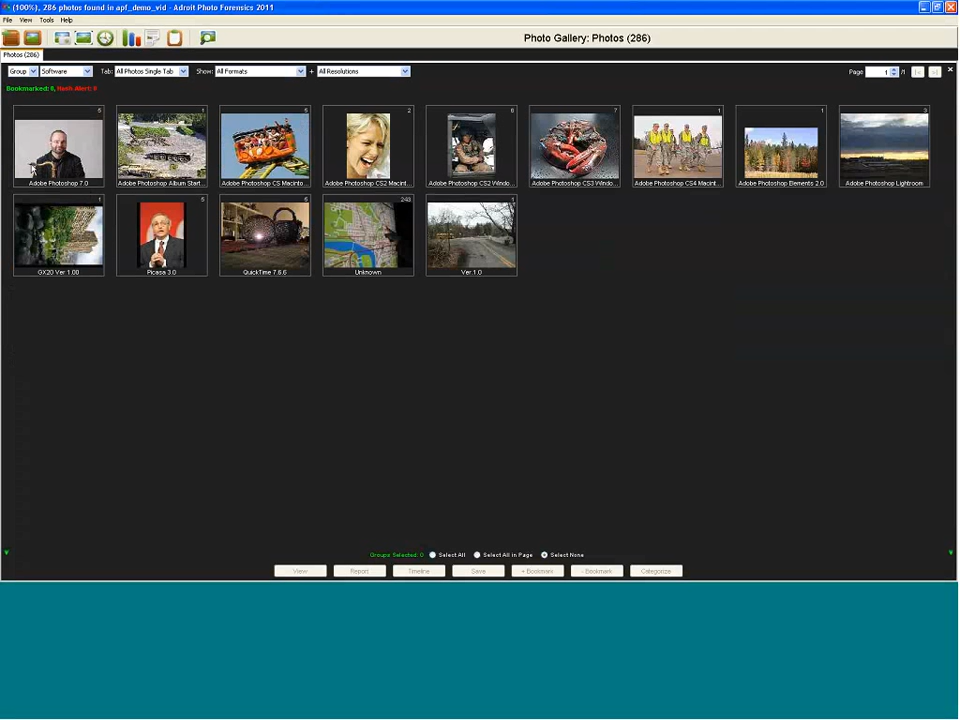 (100%), 286 photos found in apf_demo_vid - Adroit Photo Forensics 2011
File View Tools Help
Photo Gallery: Photos (286)
Photos (286)
Group Software Tab: All Photos Single Tab Show: All Formats + All Resolutions Page 1 /1
Bookmarked: 0, Hash Alert: 0
5 1 5 2 6 7 1 1 3
Adobe Photoshop 7.0 Adobe Photoshop Album Start... Adobe Photoshop CS Macinto... Adobe Photoshop CS2 Macint... Adobe Photoshop CS2 Windo... Adobe Photoshop CS3 Windo... Adobe Photoshop CS4 Macint... Adobe Photoshop Elements 2.0 Adobe Photoshop Lightroom
1 5 5 243 1
GX20 Ver 1.00 Picasa 3.0 QuickTime 7.6.6 Unknown Ver.1.0
Groups Selected: 0 Select All Select All in Page Select None
View Report Timeline Save + Bookmark - Bookmark Categorize